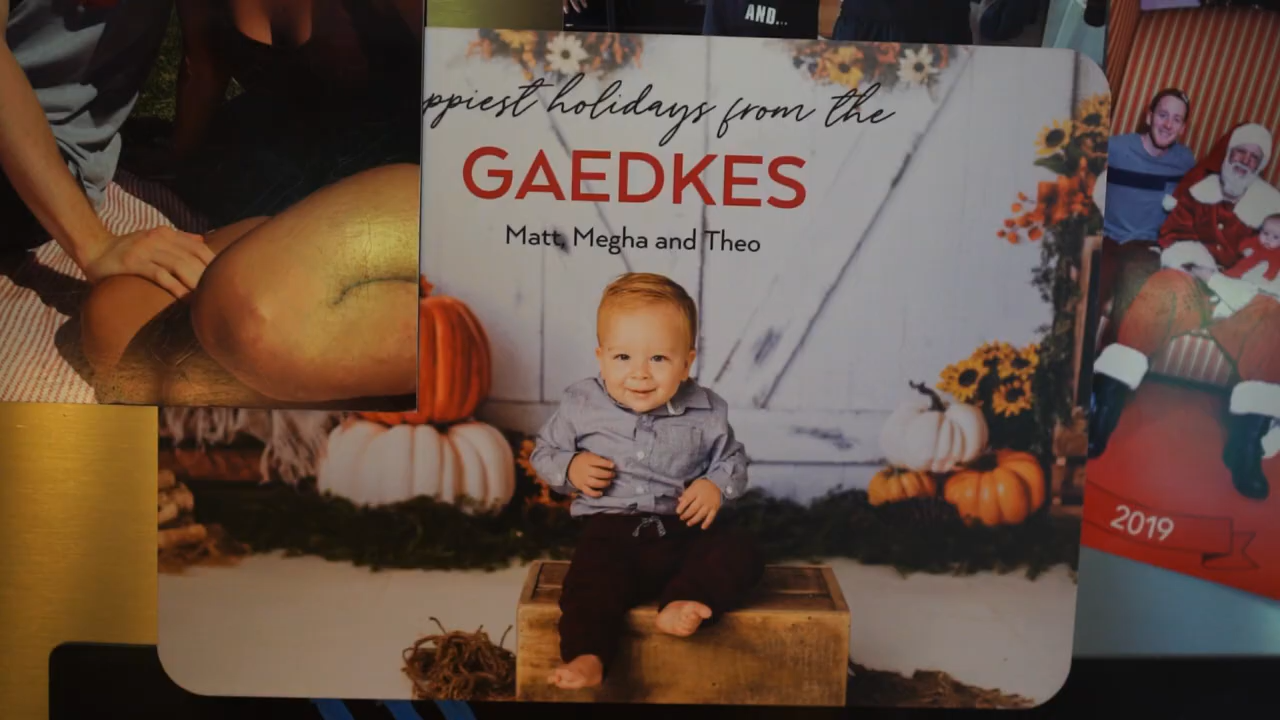 AND...
ppiest holidays from the
GAEDKES
Matt, Megha and Theo
2019